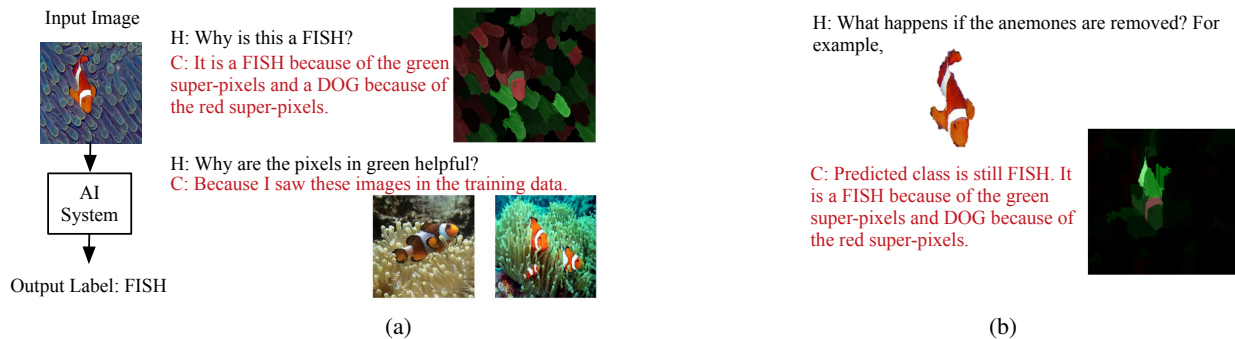 Input Image
AI
System
Output Label: FISH
H: Why is this a FISH?
C: It is a FISH because of the green
super-pixels and a DOG because of
the red super-pixels.
H: Why are the pixels in green helpful?
C: Because I saw these images in the training data.
(a)
H: What happens if the anemones are removed? For
example,
C: Predicted class is still FISH. It
is a FISH because of the green
super-pixels and DOG because of
the red super-pixels.
(b)